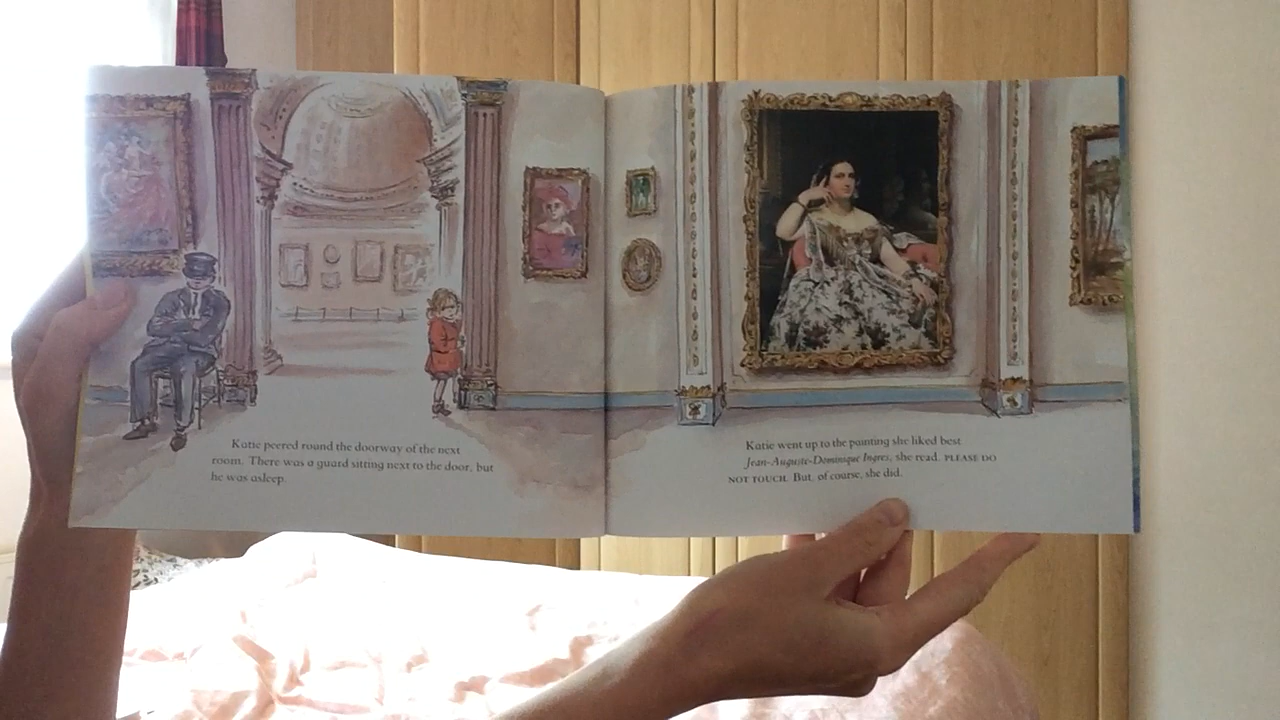 Katie peered round the doorway of the next
room. There was a guard sitting next to the door, but
he was asleep.
Katie went up to the painting she liked best.
Jean-Auguste-Dominique Ingres, she read. PLEASE DO
NOT TOUCH. But, of course, she did.